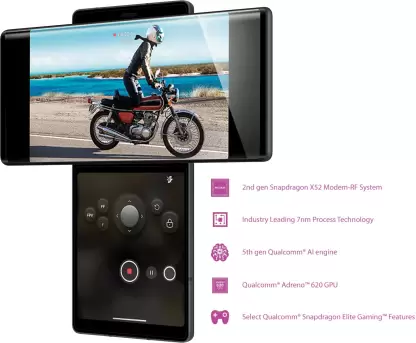 2nd gen Snapdragon X52 Modem-RF System
Industry Leading 7nm Process Technology
5th gen Qualcomm® AI engine
Qualcomm® Adreno™ 620 GPU
Select Qualcomm® Snapdragon Elite Gaming™ Features